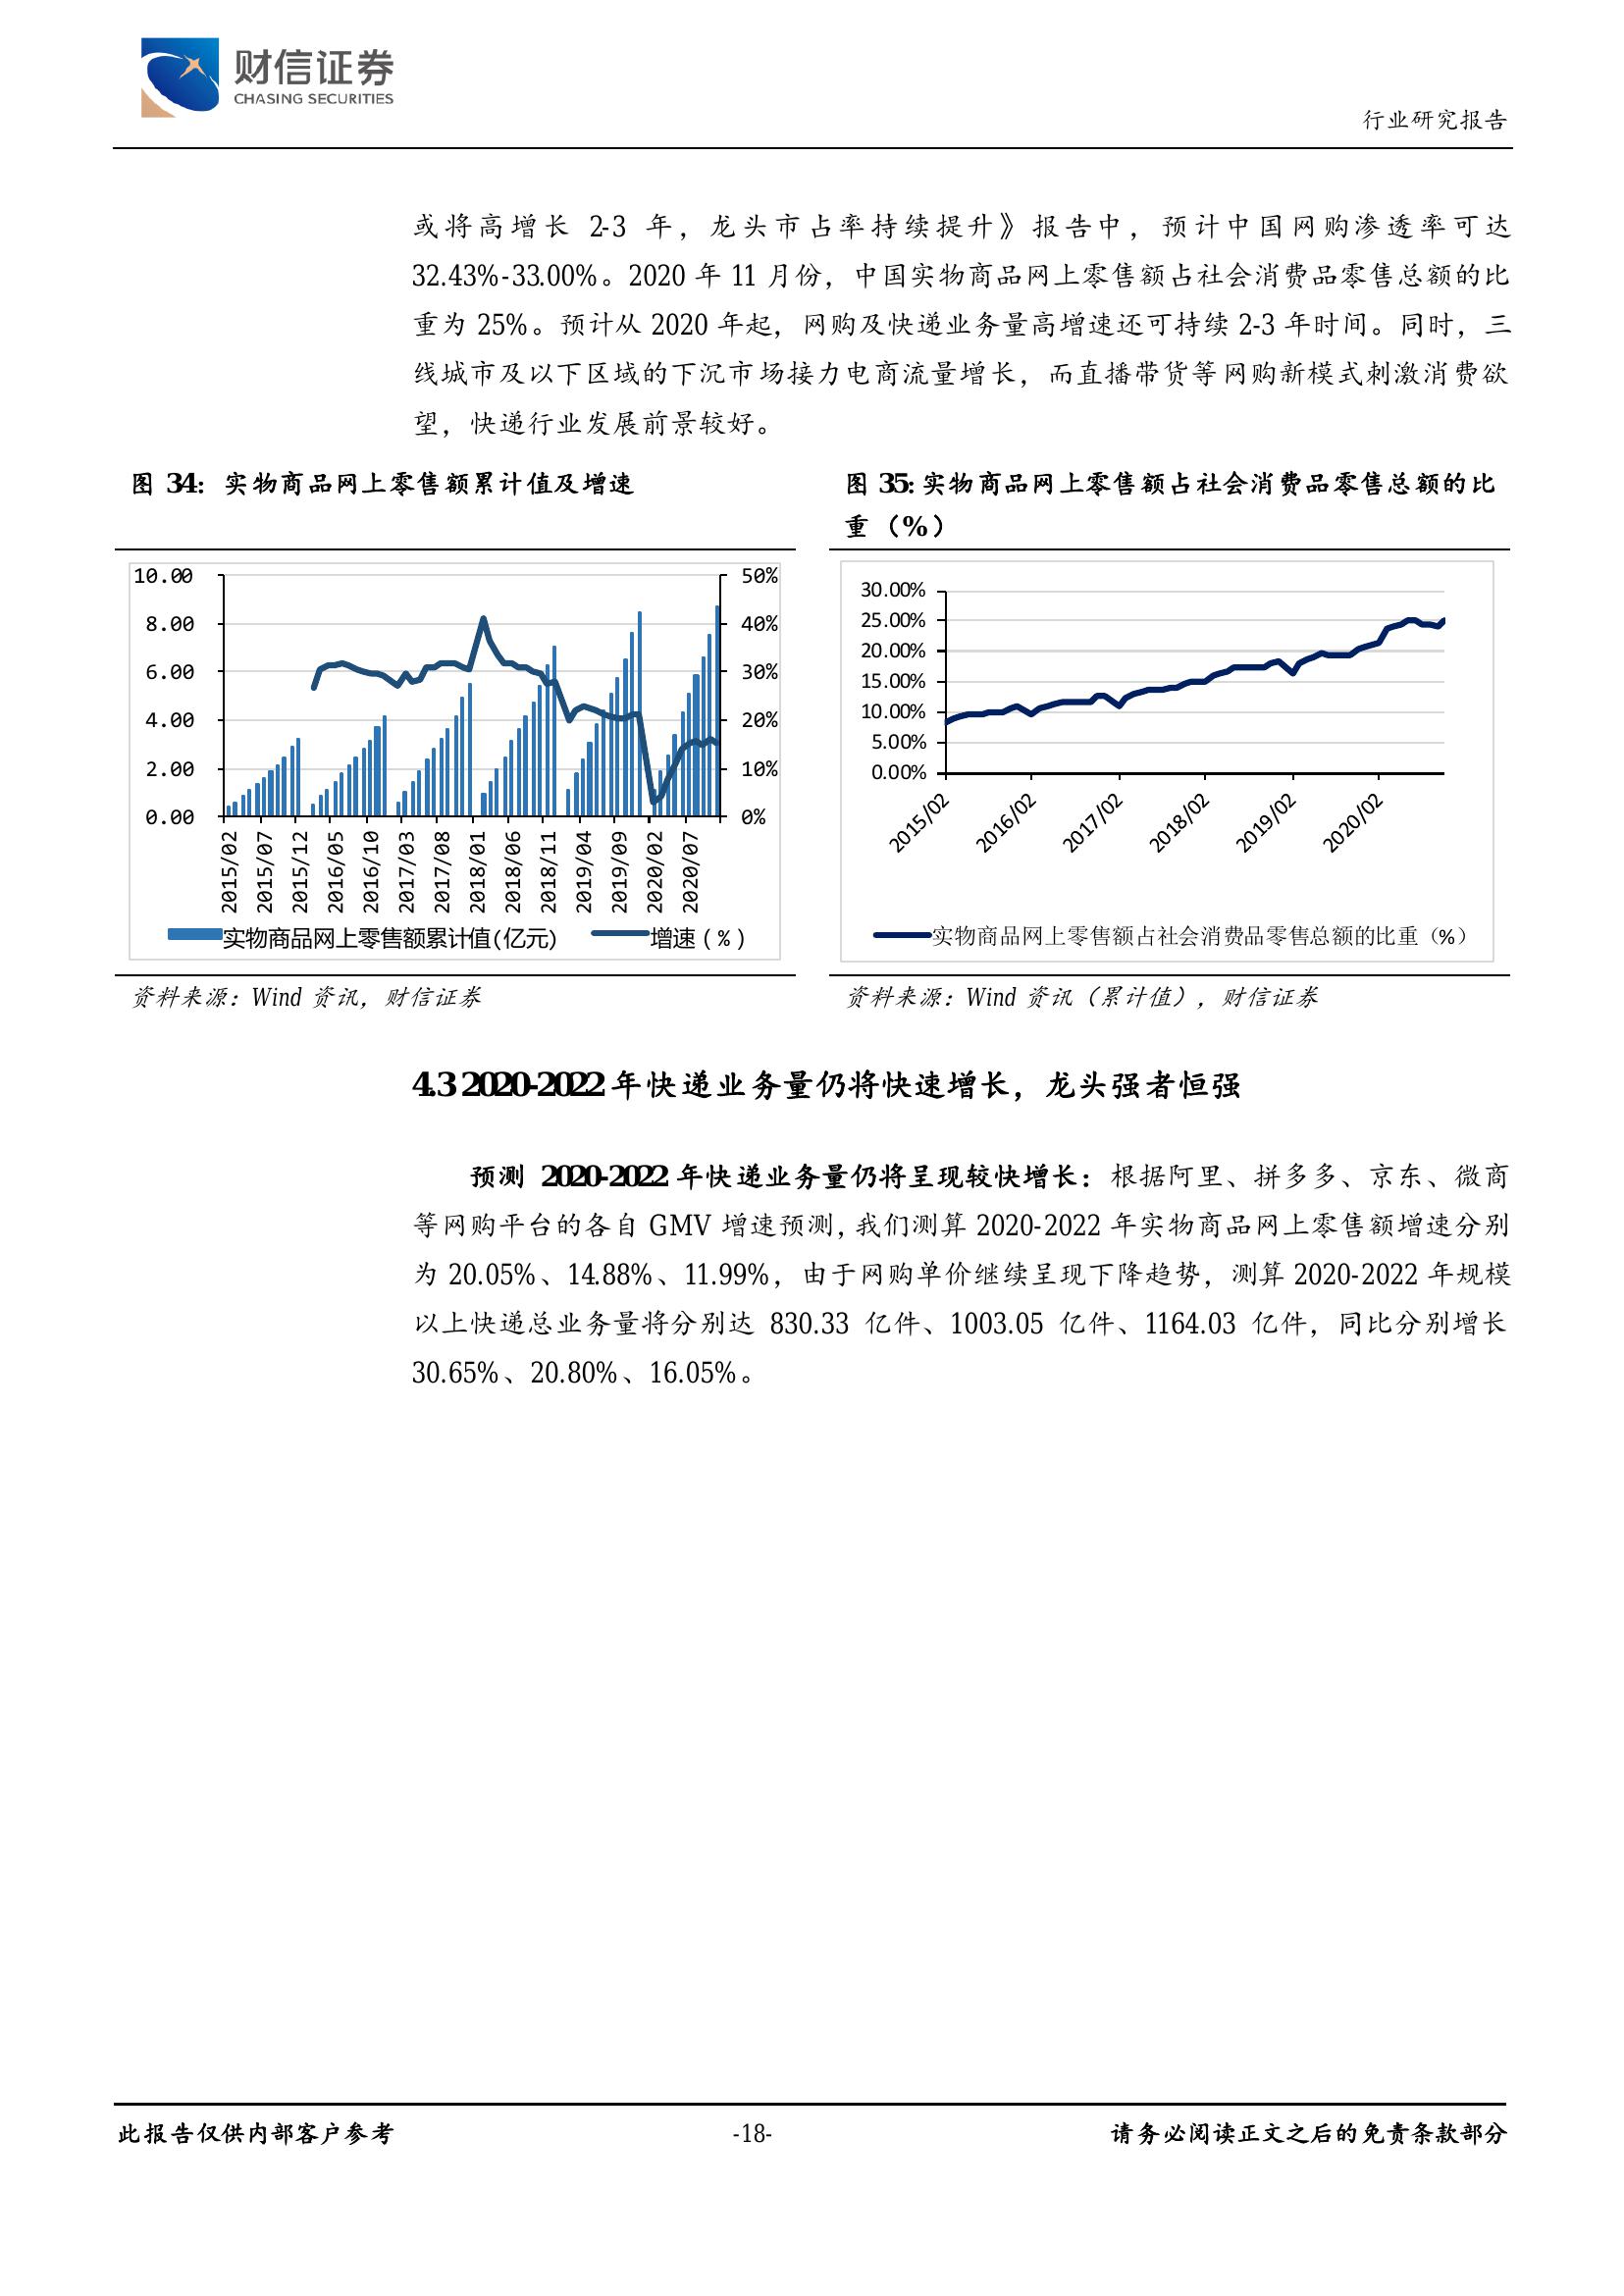 财信证券
CHASING SECURITIES
行业研究报告
或将高增长 2-3 年，龙头市占率持续提升》报告中，预计中国网购渗透率可达
32.43%-33.00%。2020 年 11 月份，中国实物商品网上零售额占社会消费品零售总额的比
重为 25%。预计从 2020 年起，网购及快递业务量高增速还可持续 2-3 年时间。同时，三
线城市及以下区域的下沉市场接力电商流量增长，而直播带货等网购新模式刺激消费欲
望，快递行业发展前景较好。
图 34: 实物商品网上零售额累计值及增速
10.00
8.00
6.00
4.00
2.00
0.00
50%
40%
30%
20%
10%
0%
2015/02
2015/07
2015/12
2016/05
2016/10
2017/03
2017/08
2018/01
2018/06
2018/11
2019/04
2019/09
2020/02
2020/07
实物商品网上零售额累计值(亿元)
增速(%)
资料来源：Wind 资讯，财信证券
图 35: 实物商品网上零售额占社会消费品零售总额的比
重（%）
30.00%
25.00%
20.00%
15.00%
10.00%
5.00%
0.00%
2015/02
2016/02
2017/02
2018/02
2019/02
2020/02
实物商品网上零售额占社会消费品零售总额的比重（%）
资料来源：Wind 资讯（累计值），财信证券
4.3 2020-2022 年快递业务量仍将快速增长，龙头强者恒强
预测 2020-2022 年快递业务量仍将呈现较快增长：根据阿里、拼多多、京东、微商
等网购平台的各自 GMV 增速预测，我们测算 2020-2022 年实物商品网上零售额增速分别
为 20.05%、14.88%、11.99%，由于网购单价继续呈现下降趋势，测算 2020-2022 年规模
以上快递总业务量将分别达 830.33 亿件、1003.05 亿件、1164.03 亿件，同比分别增长
30.65%、20.80%、16.05%。
此报告仅供内部客户参考
-18-
请务必阅读正文之后的免责条款部分